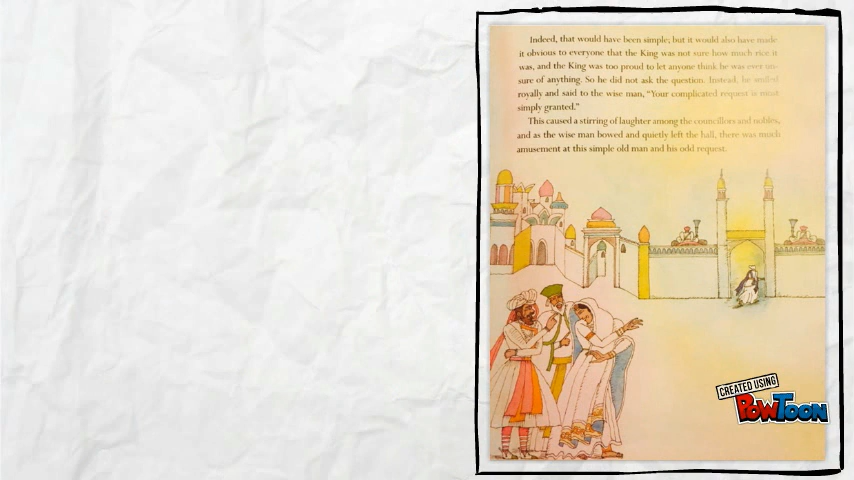 Indeed, that would have been simple; but it would also have made
it obvious to everyone that the King was not sure how much rice it
was, and the King was too proud to let anyone think he was ever un-
sure of anything. So he did not ask the question. Instead, he smiled
royally and said to the wise man, “Your complicated request is most
simply granted.”
This caused a stirring of laughter among the councillors and nobles,
and as the wise man bowed and quietly left the hall, there was much
amusement at this simple old man and his odd request.
CREATED USING
POWTOON